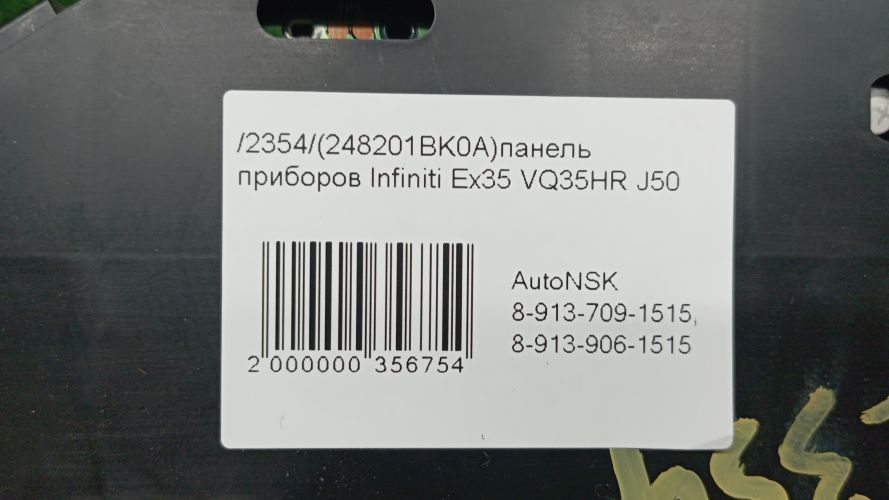 /2354/(248201BK0A)панель
приборов Infiniti Ex35 VQ35HR J50
AutoNSK
8-913-709-1515,
8-913-906-1515
2 000000 356754